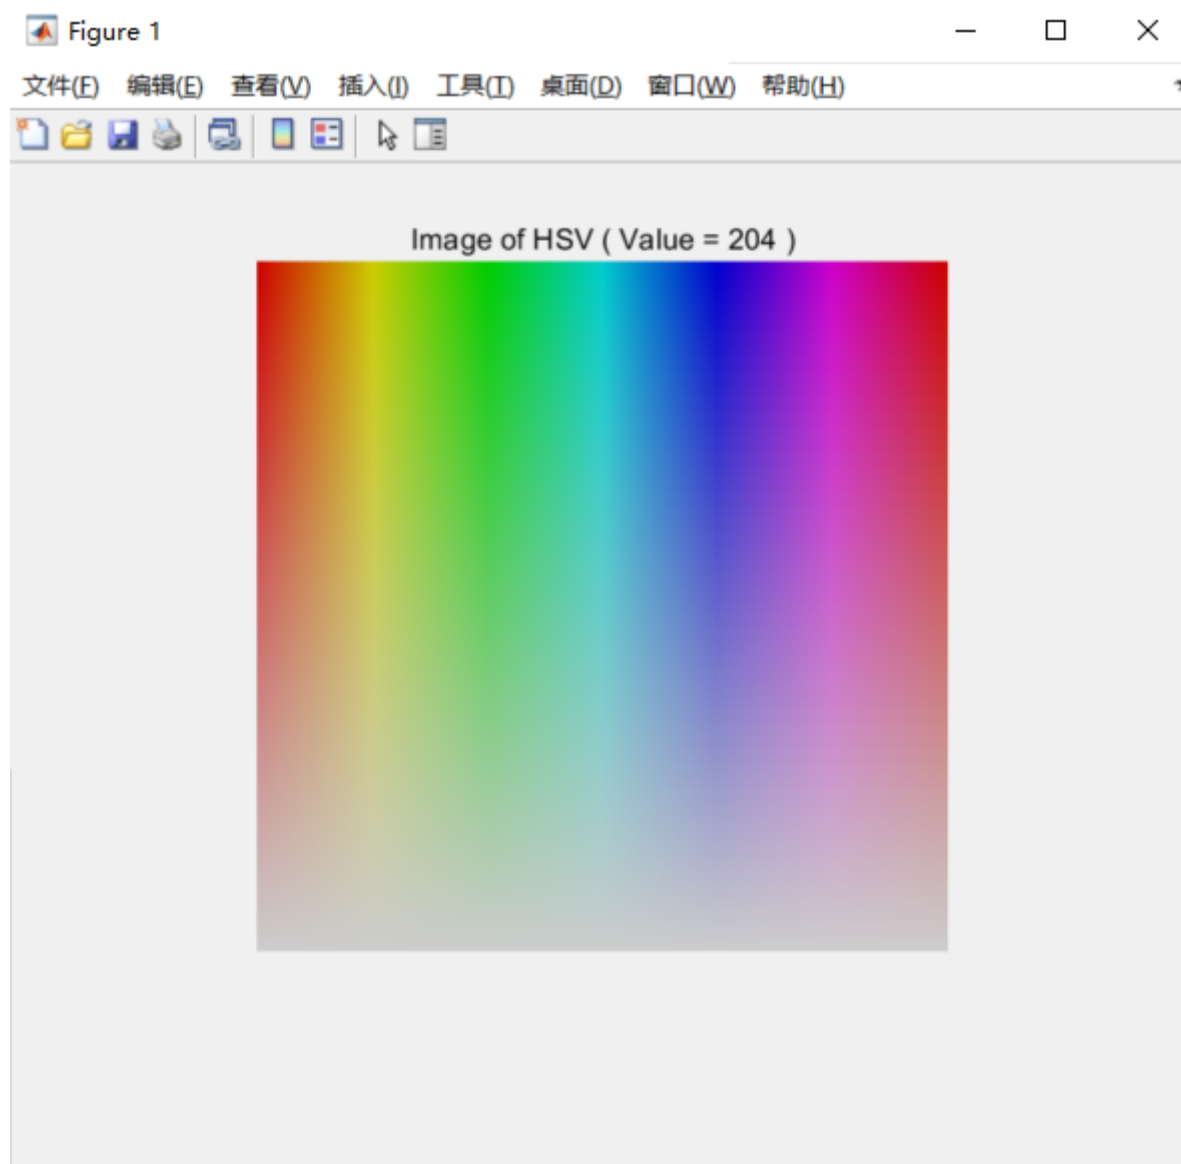 Figure 1
文件(F) 编辑(E) 查看(V) 插入(I) 工具(T) 桌面(D) 窗口(W) 帮助(H)
Image of HSV ( Value = 204 )